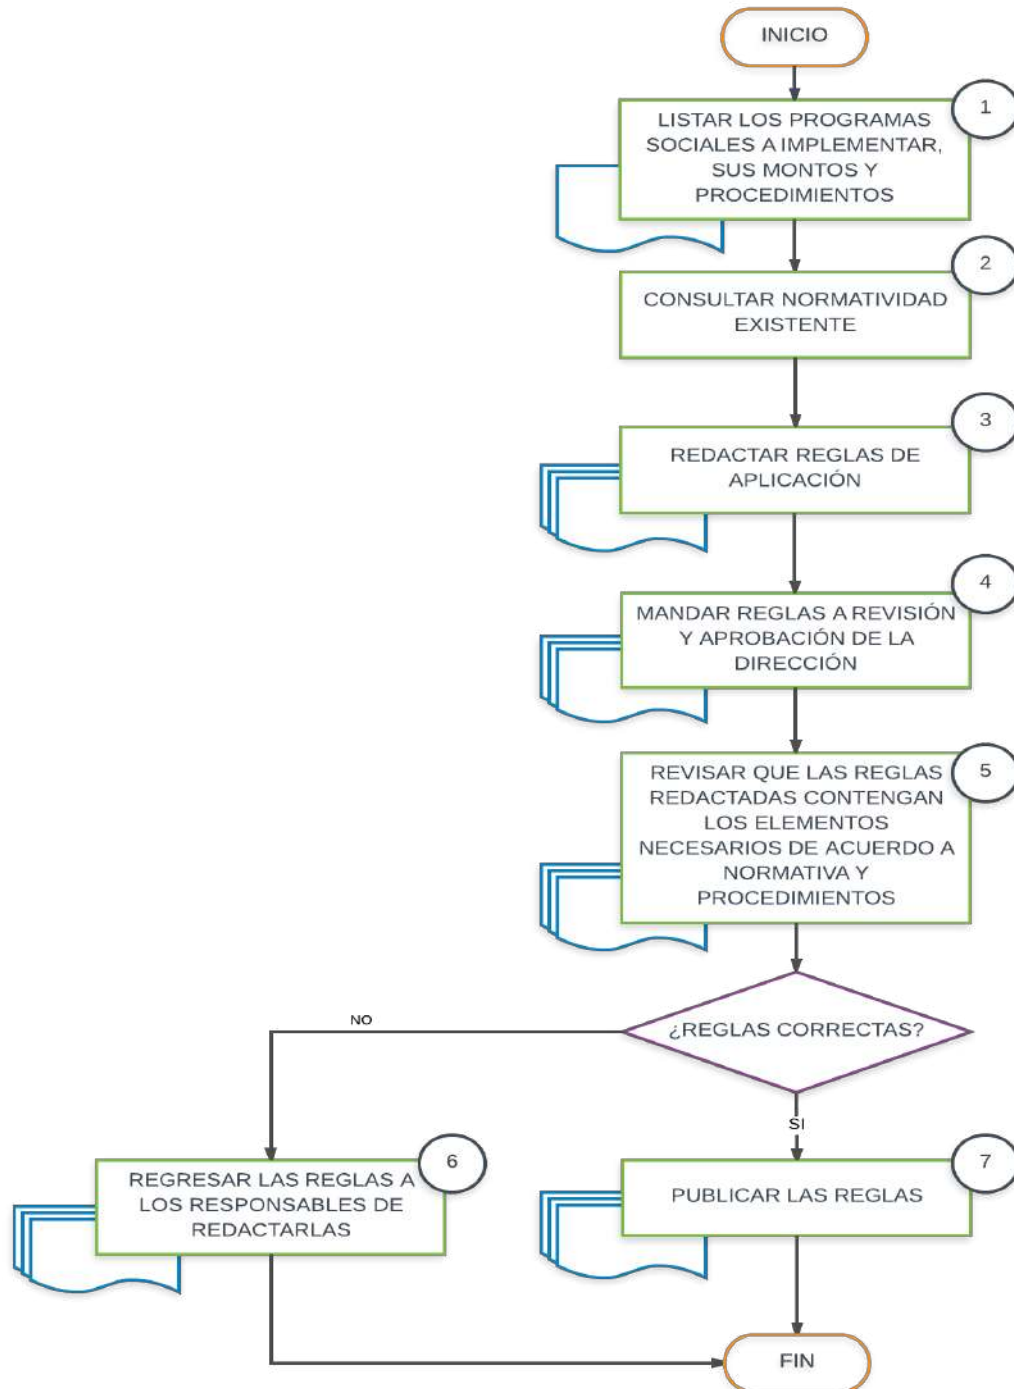 INICIO
1
LISTAR LOS PROGRAMAS
SOCIALES A IMPLEMENTAR,
SUS MONTOS Y
PROCEDIMIENTOS
2
CONSULTAR NORMATIVIDAD
EXISTENTE
3
REDACTAR REGLAS DE
APLICACIÓN
4
MANDAR REGLAS A REVISIÓN
Y APROBACIÓN DE LA
DIRECCIÓN
5
REVISAR QUE LAS REGLAS
REDACTADAS CONTENGAN
LOS ELEMENTOS
NECESARIOS DE ACUERDO A
NORMATIVA Y
PROCEDIMIENTOS
¿REGLAS CORRECTAS?
NO
SI
6
REGRESAR LAS REGLAS A
LOS RESPONSABLES DE
REDACTARLAS
7
PUBLICAR LAS REGLAS
FIN